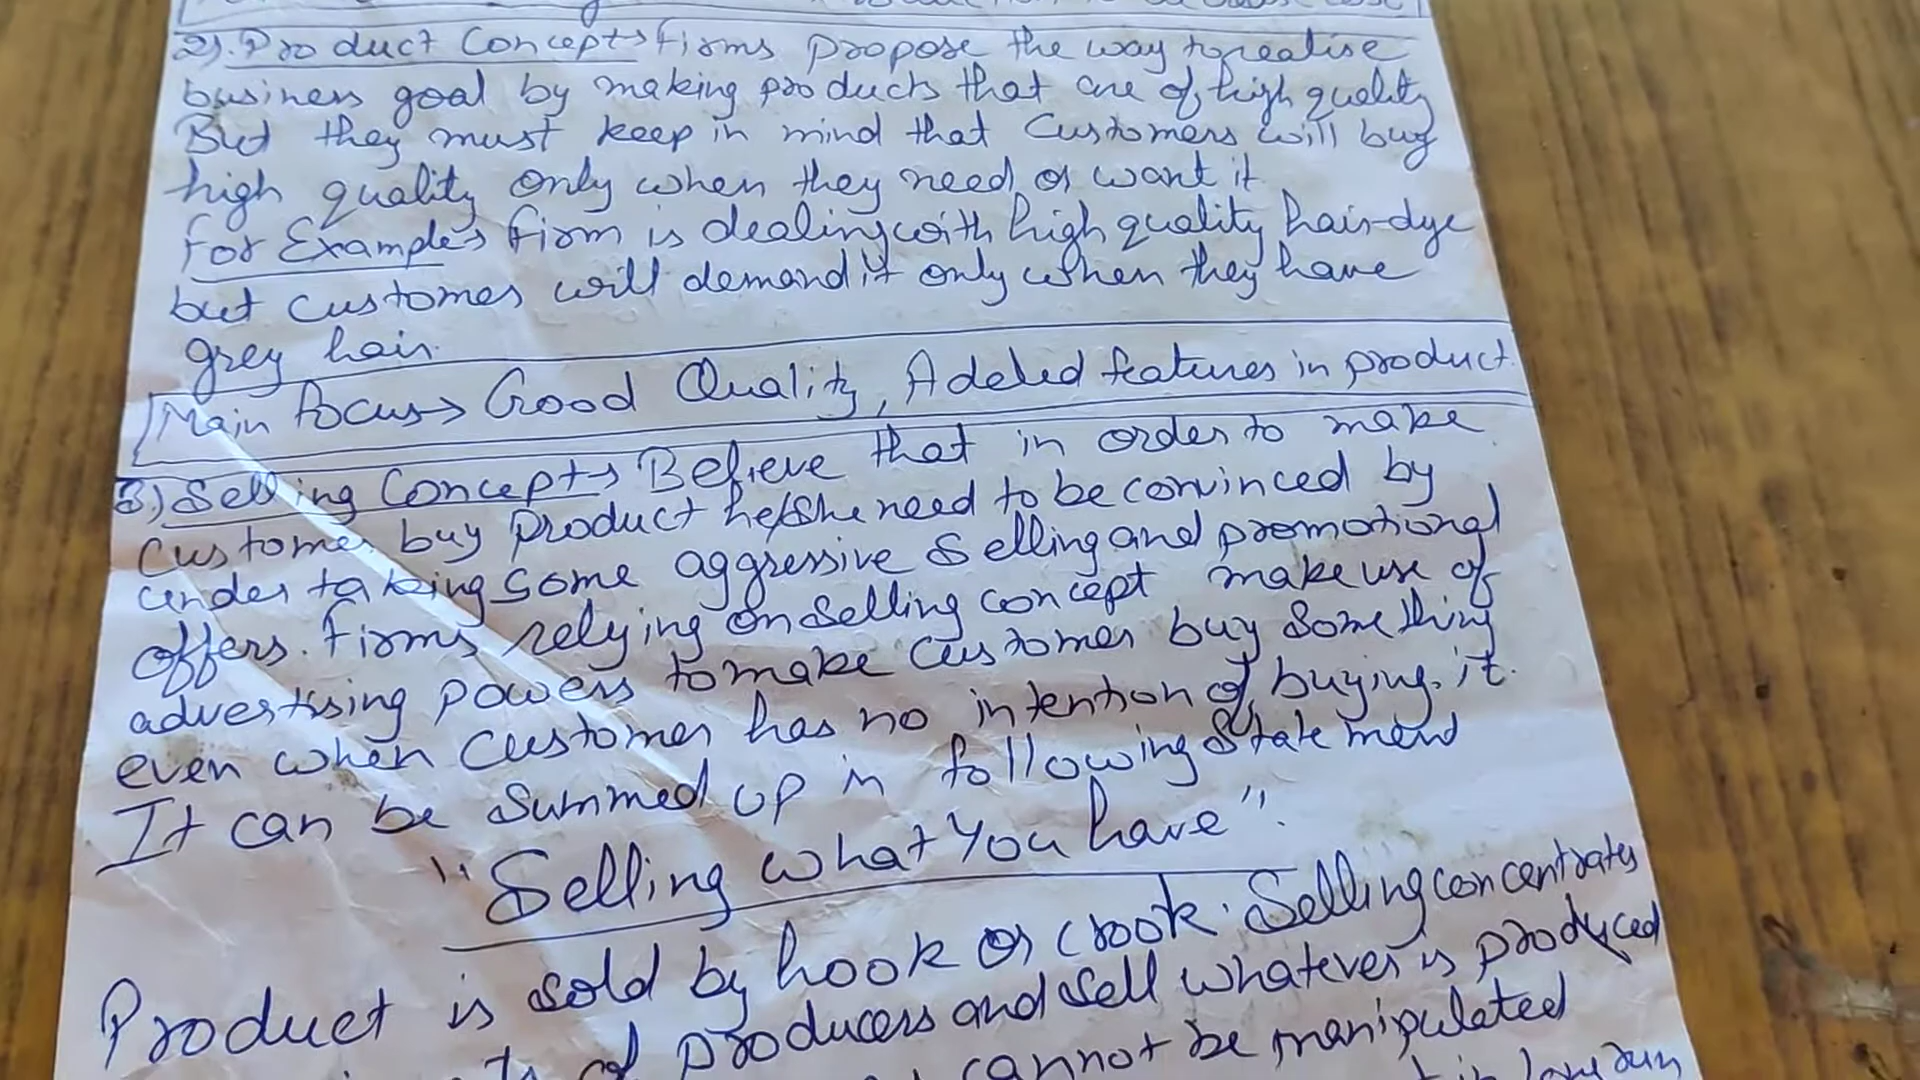 2). Product Concept→ Firms propose the way to realise
business goal by making products that are of high quality
But they must keep in mind that Customers will buy
high quality only when they need or want it
For Example→ Firm is dealing with high quality hair-dye
but customer will demand it only when they have
grey hair.
Main Focus→ Good Quality, Added features in product.
3.) Selling Concept→ Believe that in order to make
customer buy product he/she need to be convinced by
undertaking some aggressive selling and promotional
offers. Firms relying on selling concept make use of
advertising powers to make customer buy something
even when customer has no intention of buying it.
It can be summed up in following statement
"Selling what You have".
Product is sold by hook or crook. Selling concentrates
of producers and sell whatever is produced
cannot be manipulated
in long run